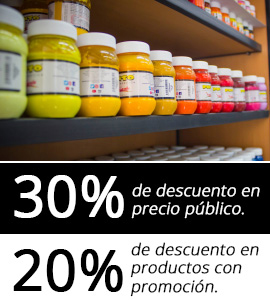 30% de descuento en
precio público.
20% de descuento en
productos con
promoción.